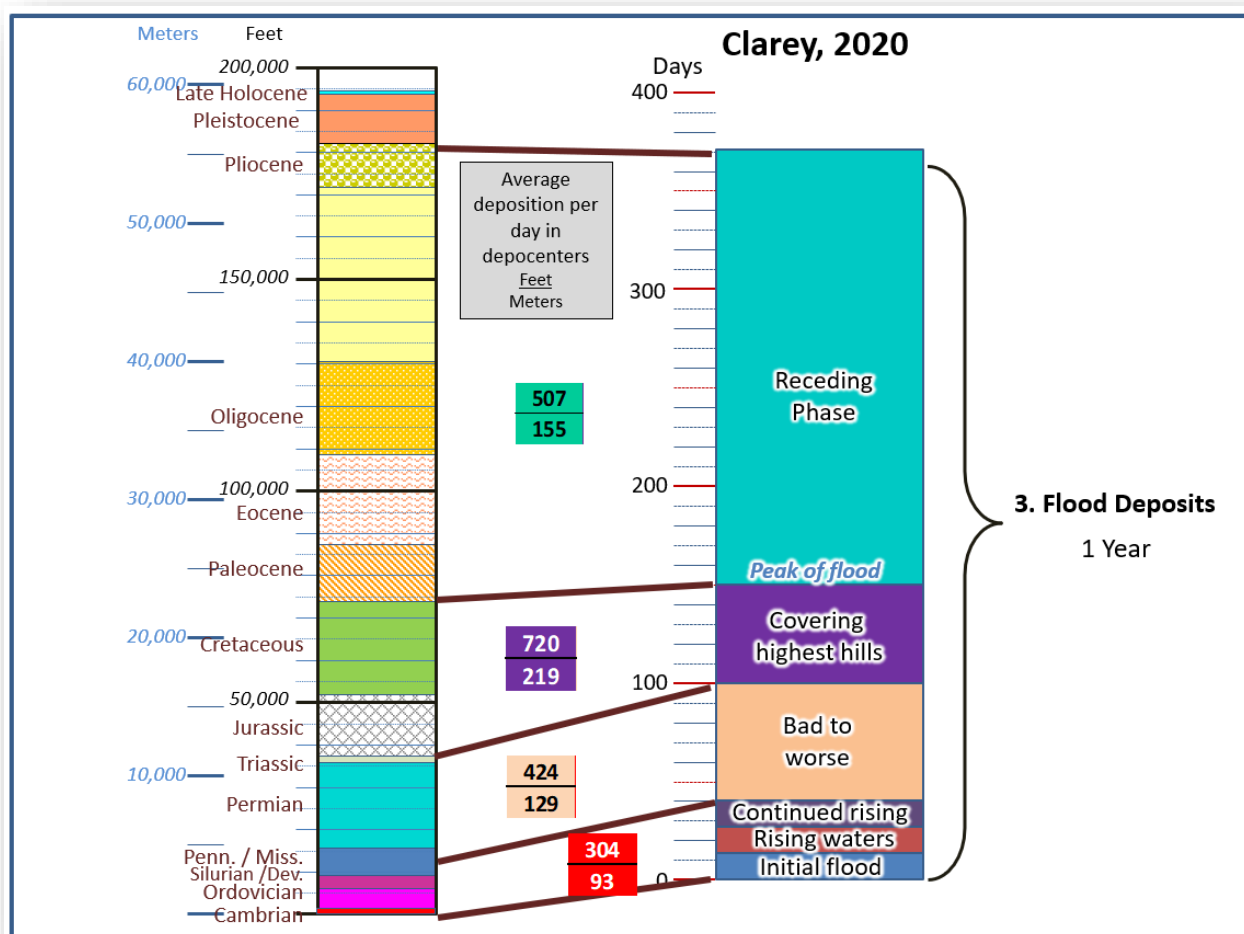 Clarey, 2020
Meters
Feet
200,000
60,000
Late Holocene
Pleistocene
Pliocene
50,000
150,000
40,000
Oligocene
100,000
30,000
Eocene
Paleocene
20,000
Cretaceous
50,000
Jurassic
Triassic
10,000
Permian
Penn. / Miss.
Silurian /Dev.
Ordovician
Cambrian
Average
deposition per
day in
depocenters
Feet
Meters
507
155
720
219
424
129
304
93
Days
400
300
200
100
0
Receding
Phase
Peak of flood
Covering
highest hills
Bad to
worse
Continued rising
Rising waters
Initial flood
3. Flood Deposits
1 Year